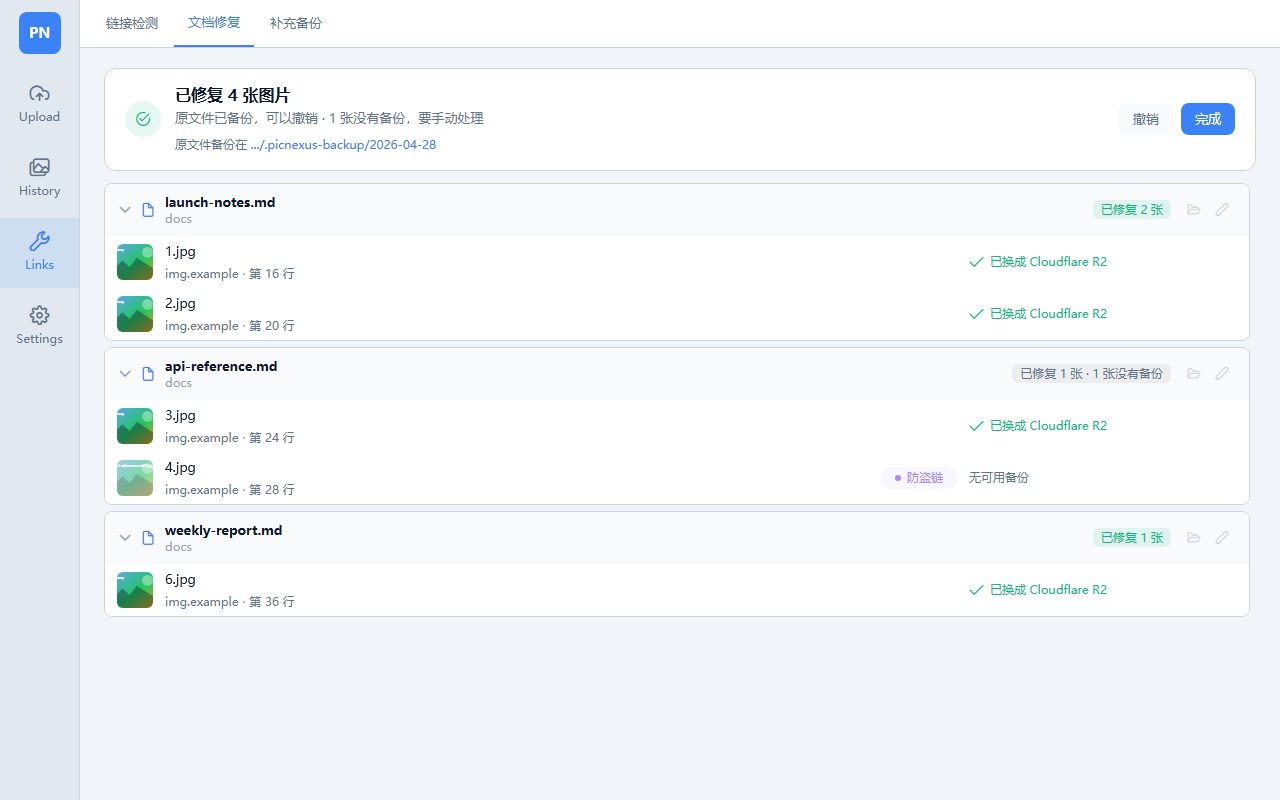 PN
Upload
History
Links
Settings
链接检测
文档修复
补充备份
已修复 4 张图片
原文件已备份，可以撤销 · 1 张没有备份，要手动处理
原文件备份在 .../.picnexus-backup/2026-04-28
撤销
完成
launch-notes.md
docs
已修复 2 张
1.jpg
img.example · 第 16 行
已换成 Cloudflare R2
2.jpg
img.example · 第 20 行
已换成 Cloudflare R2
api-reference.md
docs
已修复 1 张 · 1 张没有备份
3.jpg
img.example · 第 24 行
已换成 Cloudflare R2
4.jpg
img.example · 第 28 行
防盗链
无可用备份
weekly-report.md
docs
已修复 1 张
6.jpg
img.example · 第 36 行
已换成 Cloudflare R2